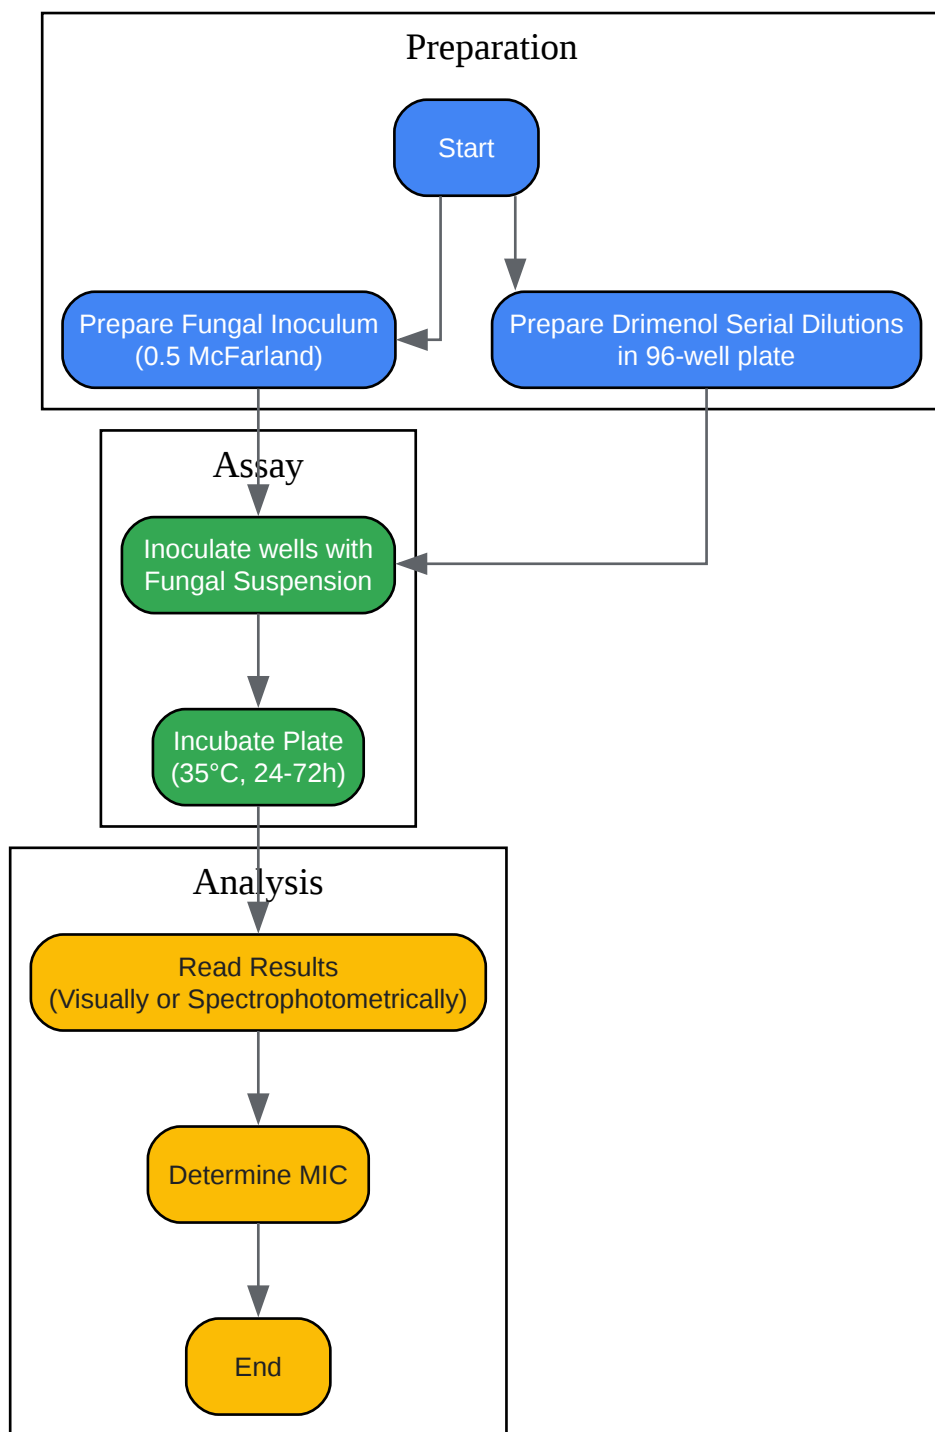 Preparation
Start
Prepare Fungal Inoculum
(0.5 McFarland)
Prepare Drimenol Serial Dilutions
in 96-well plate
Assay
Inoculate wells with
Fungal Suspension
Incubate Plate
(35°C, 24-72h)
Analysis
Read Results
(Visually or Spectrophotometrically)
Determine MIC
End